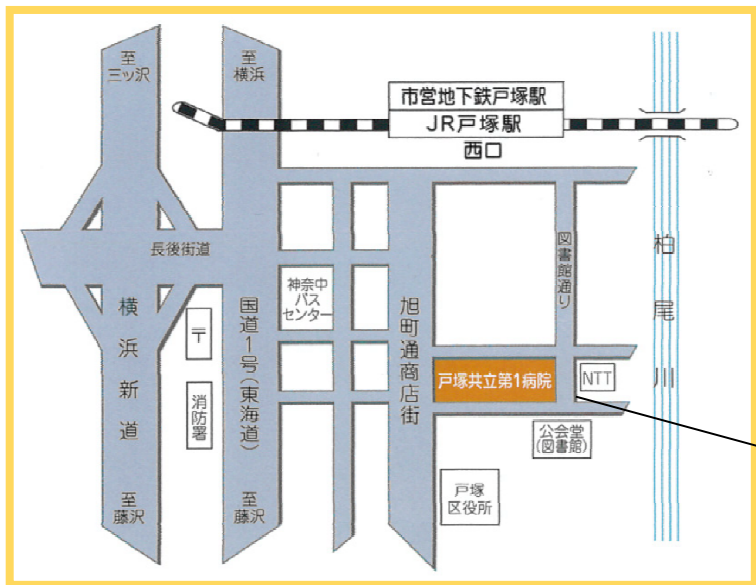 至
三ッ沢
至
横浜
市営地下鉄戸塚駅
JR戸塚駅
西口
長後街道
図書館通り
柏尾川
神奈中
バス
センター
横浜新道
国道1号(東海道)
旭町通商店街
〒
戸塚共立第1病院
NTT
消防署
公会堂
(図書館)
戸塚
区役所
至
藤沢
至
藤沢